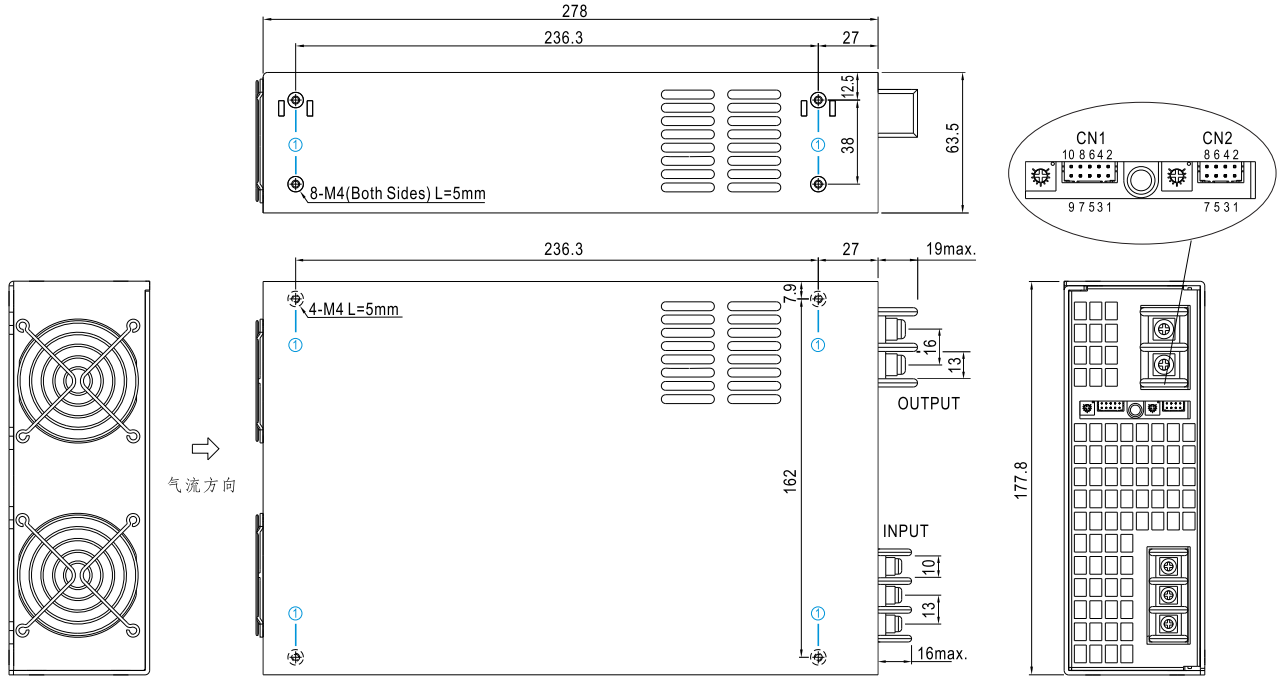 278
236.3
27
12.5
38
63.5
①
①
8-M4(Both Sides) L=5mm
CN1
CN2
10 8 6 4 2
8 6 4 2
9 7 5 3 1
7 5 3 1
236.3
27
19max.
7.9
4-M4 L=5mm
①
①
16
13
OUTPUT
气流方向
162
177.8
INPUT
10
13
①
①
16max.